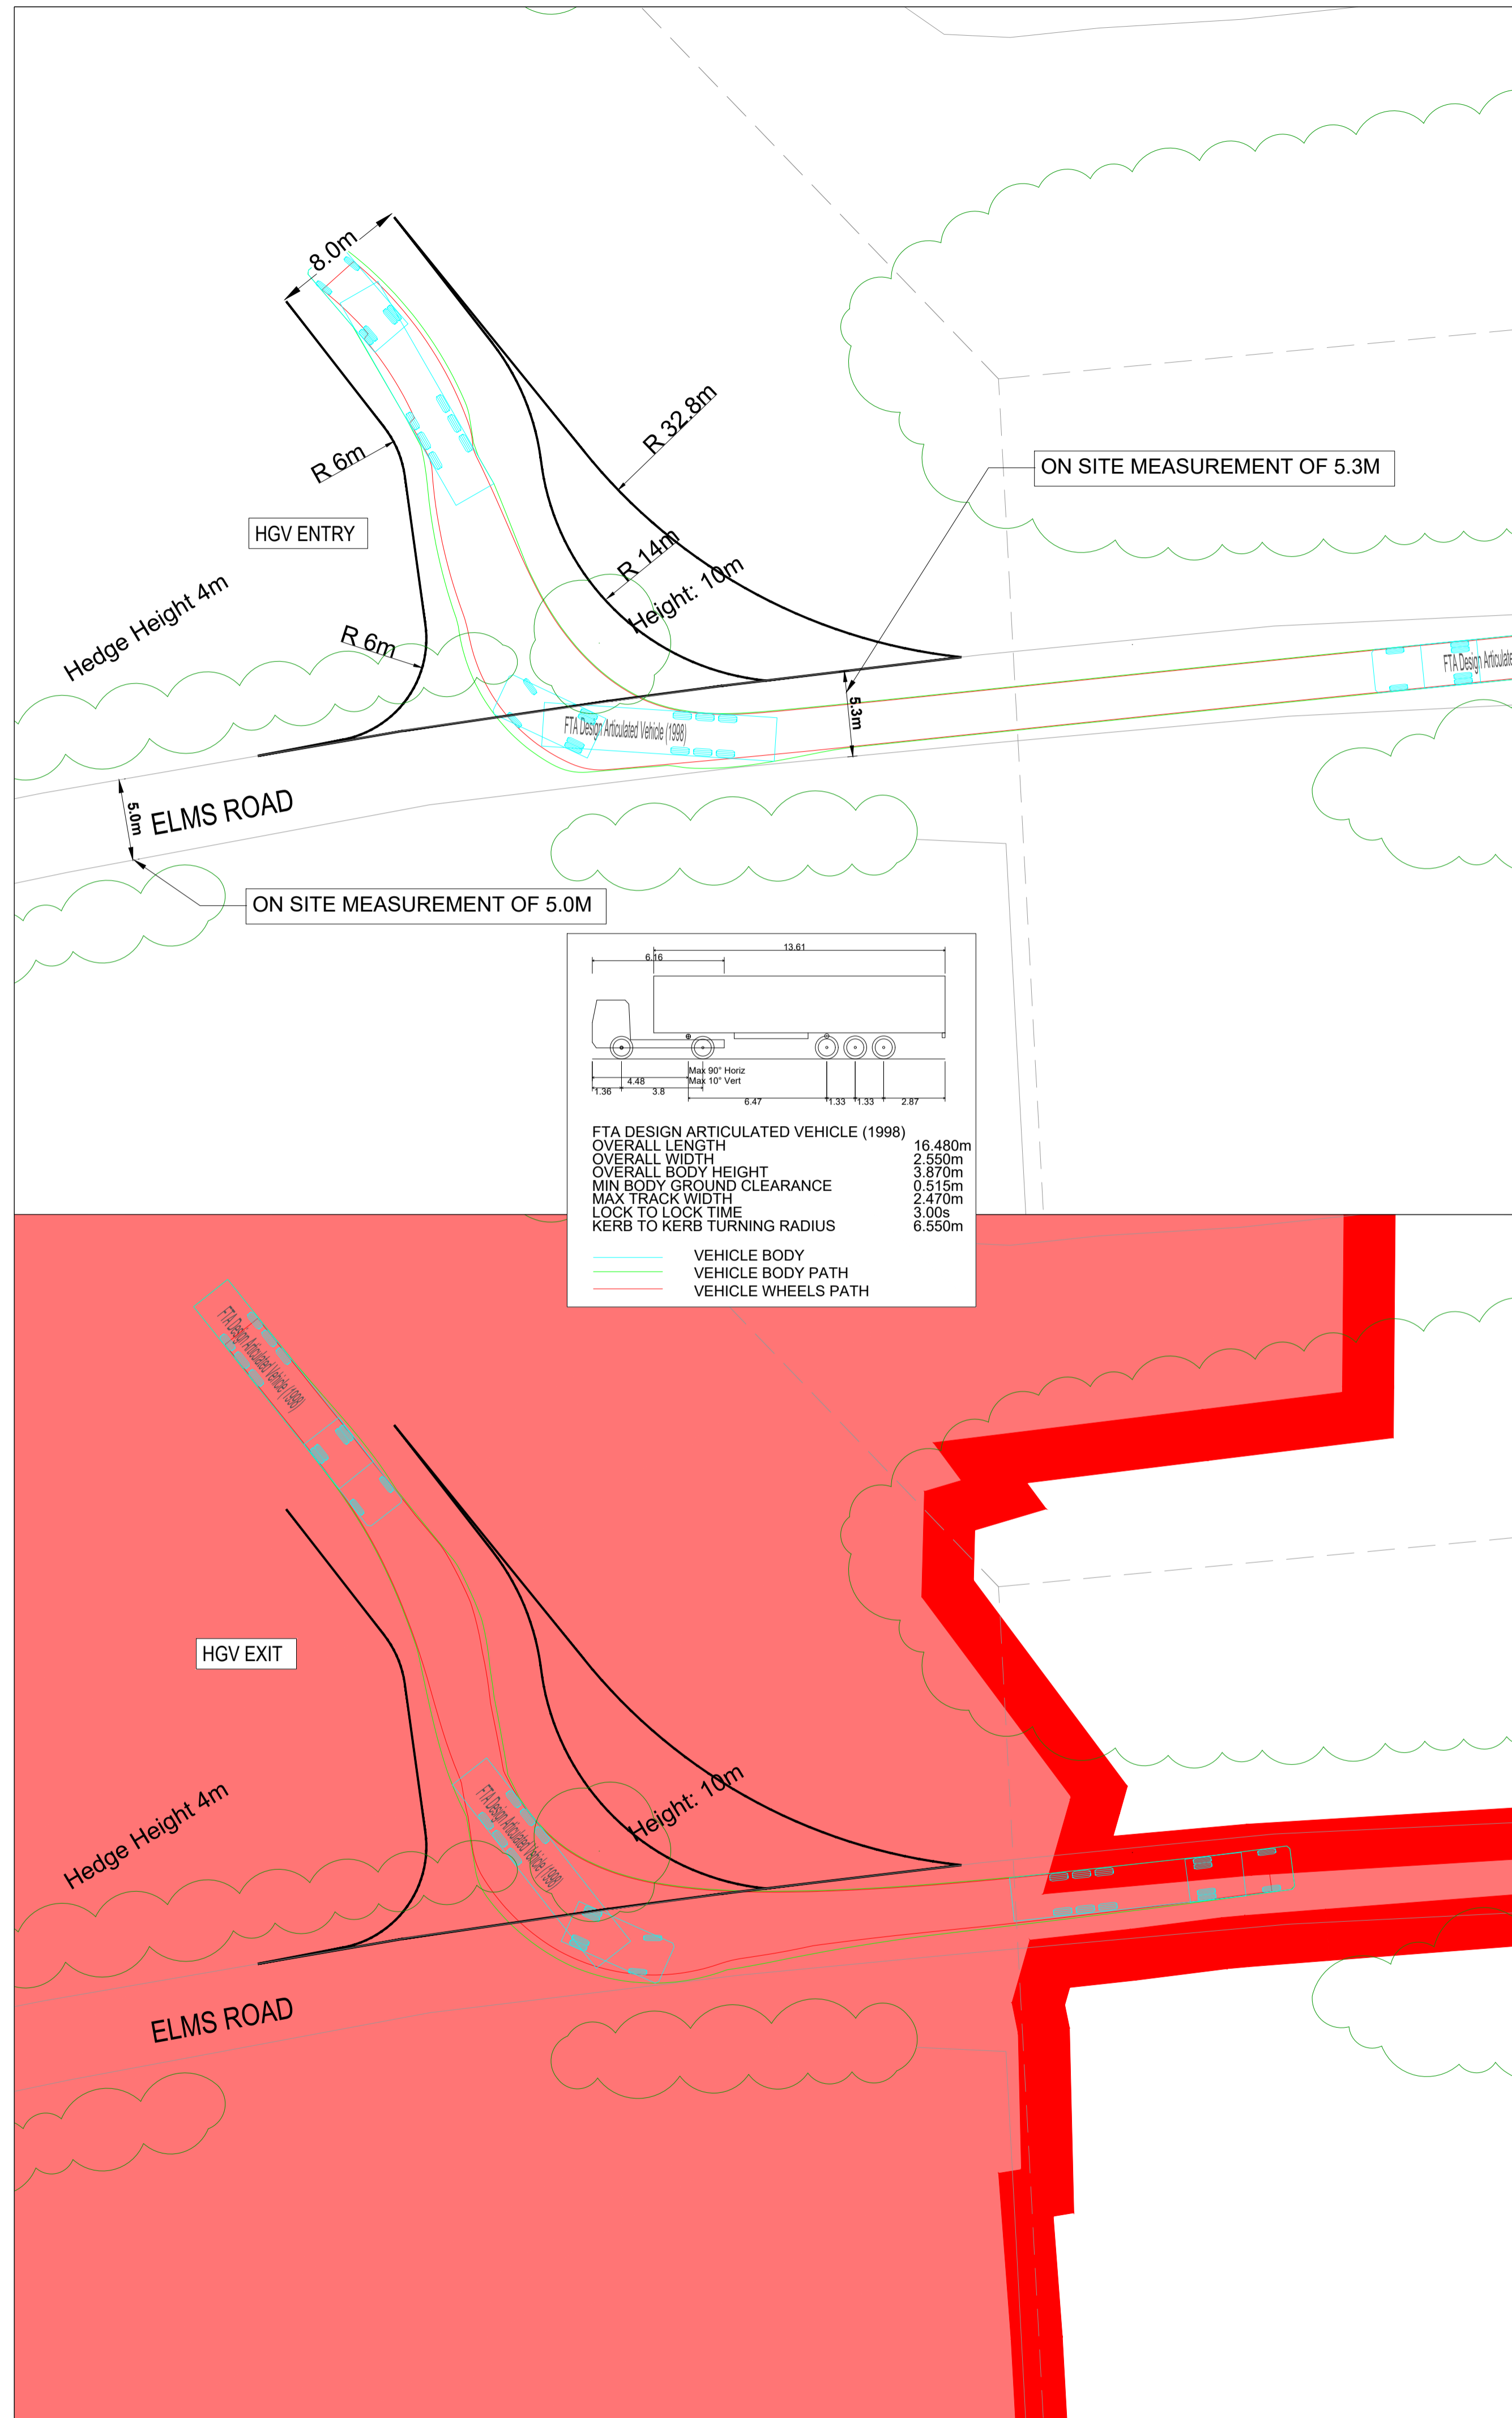 8.0m
R 32.8m
R 6m
ON SITE MEASUREMENT OF 5.3M
HGV ENTRY
R 14m
Height: 10m
Hedge Height 4m
R 6m
FTA Design Articulated
5.3m
FTA Design Articulated Vehicle (1998)
5.0m
ELMS ROAD
ON SITE MEASUREMENT OF 5.0M
13.61
6.16
Max 90° Horiz
4.48
Max 10° Vert
1.36
3.8
6.47
1.33
1.33
2.87
FTA DESIGN ARTICULATED VEHICLE (1998)
OVERALL LENGTH 16.480m
OVERALL WIDTH 2.550m
OVERALL BODY HEIGHT 3.870m
MIN BODY GROUND CLEARANCE 0.515m
MAX TRACK WIDTH 2.470m
LOCK TO LOCK TIME 3.00s
KERB TO KERB TURNING RADIUS 6.550m
VEHICLE BODY
VEHICLE BODY PATH
VEHICLE WHEELS PATH
FTA Design Articulated Vehicle (1998)
HGV EXIT
Height: 10m
Hedge Height 4m
FTA Design Articulated Vehicle (1998)
ELMS ROAD